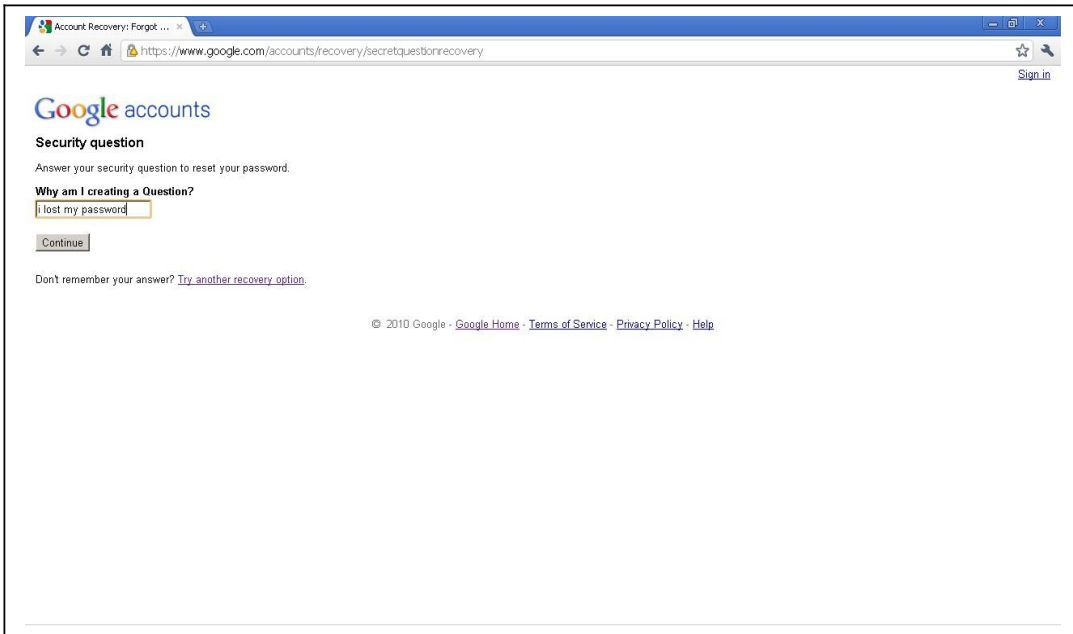 Account Recovery: Forgot ...
https://www.google.com/accounts/recovery/secretquestionrecovery
Sign in
Google accounts
Security question
Answer your security question to reset your password.
Why am I creating a Question?
i lost my password
Continue
Don't remember your answer? Try another recovery option.
© 2010 Google - Google Home - Terms of Service - Privacy Policy - Help